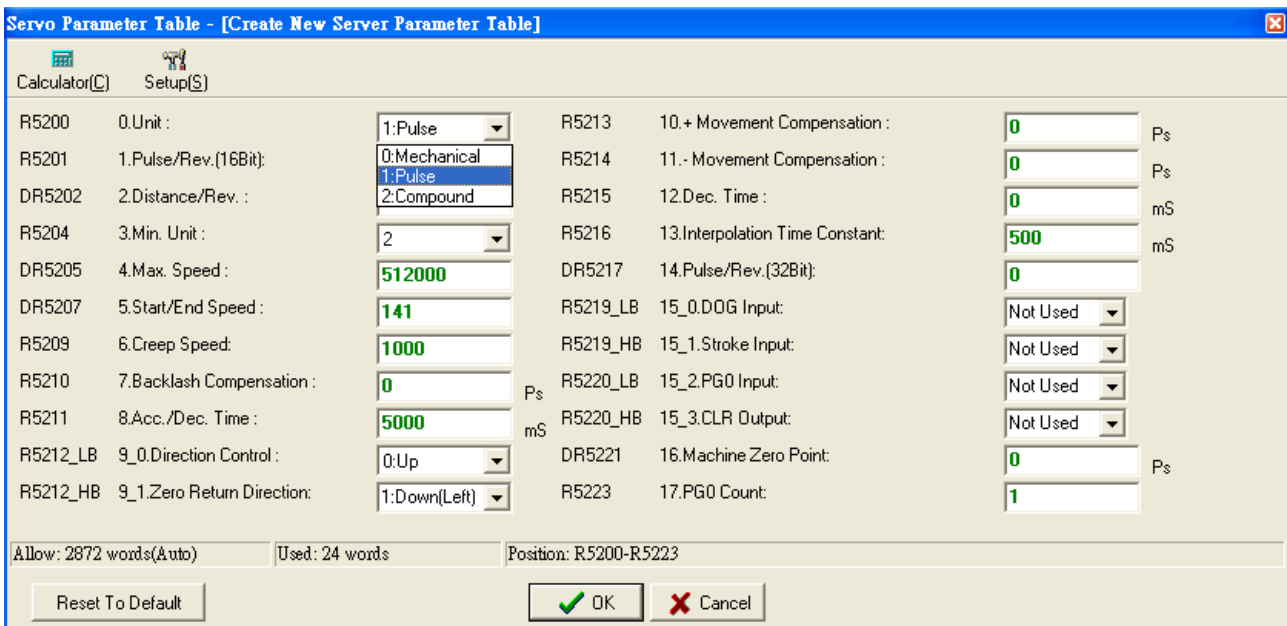 Servo Parameter Table - [Create New Server Parameter Table]
Calculator(C) Setup(S)
R5200 0.Unit : 1:Pulse R5213 10.+ Movement Compensation : 0 Ps
0:Mechanical
R5201 1.Pulse/Rev.(16Bit): 1:Pulse R5214 11.- Movement Compensation : 0 Ps
DR5202 2.Distance/Rev. : 2:Compound R5215 12.Dec. Time : 0 mS
R5204 3.Min. Unit : 2 R5216 13.Interpolation Time Constant: 500 mS
DR5205 4.Max. Speed : 512000 DR5217 14.Pulse/Rev.(32Bit): 0
DR5207 5.Start/End Speed : 141 R5219_LB 15_0.DOG Input: Not Used
R5209 6.Creep Speed: 1000 R5219_HB 15_1.Stroke Input: Not Used
R5210 7.Backlash Compensation : 0 Ps R5220_LB 15_2.PG0 Input: Not Used
R5211 8.Acc./Dec. Time : 5000 mS R5220_HB 15_3.CLR Output: Not Used
R5212_LB 9_0.Direction Control : 0:Up DR5221 16.Machine Zero Point: 0 Ps
R5212_HB 9_1.Zero Return Direction: 1:Down(Left) R5223 17.PG0 Count: 1
Allow: 2872 words(Auto) Used: 24 words Position: R5200-R5223
Reset To Default OK Cancel